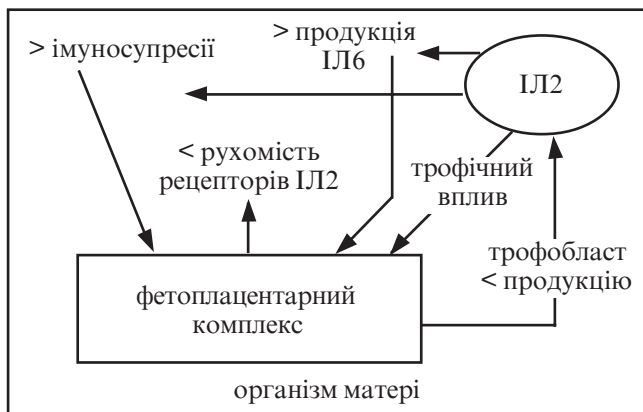 > імуносупресії
> продукція
ІЛ6
ІЛ2
< рухомість
рецепторів ІЛ2
трофічний
вплив
трофобласт
< продукцію
фетоплацентарний
комплекс
організм матері